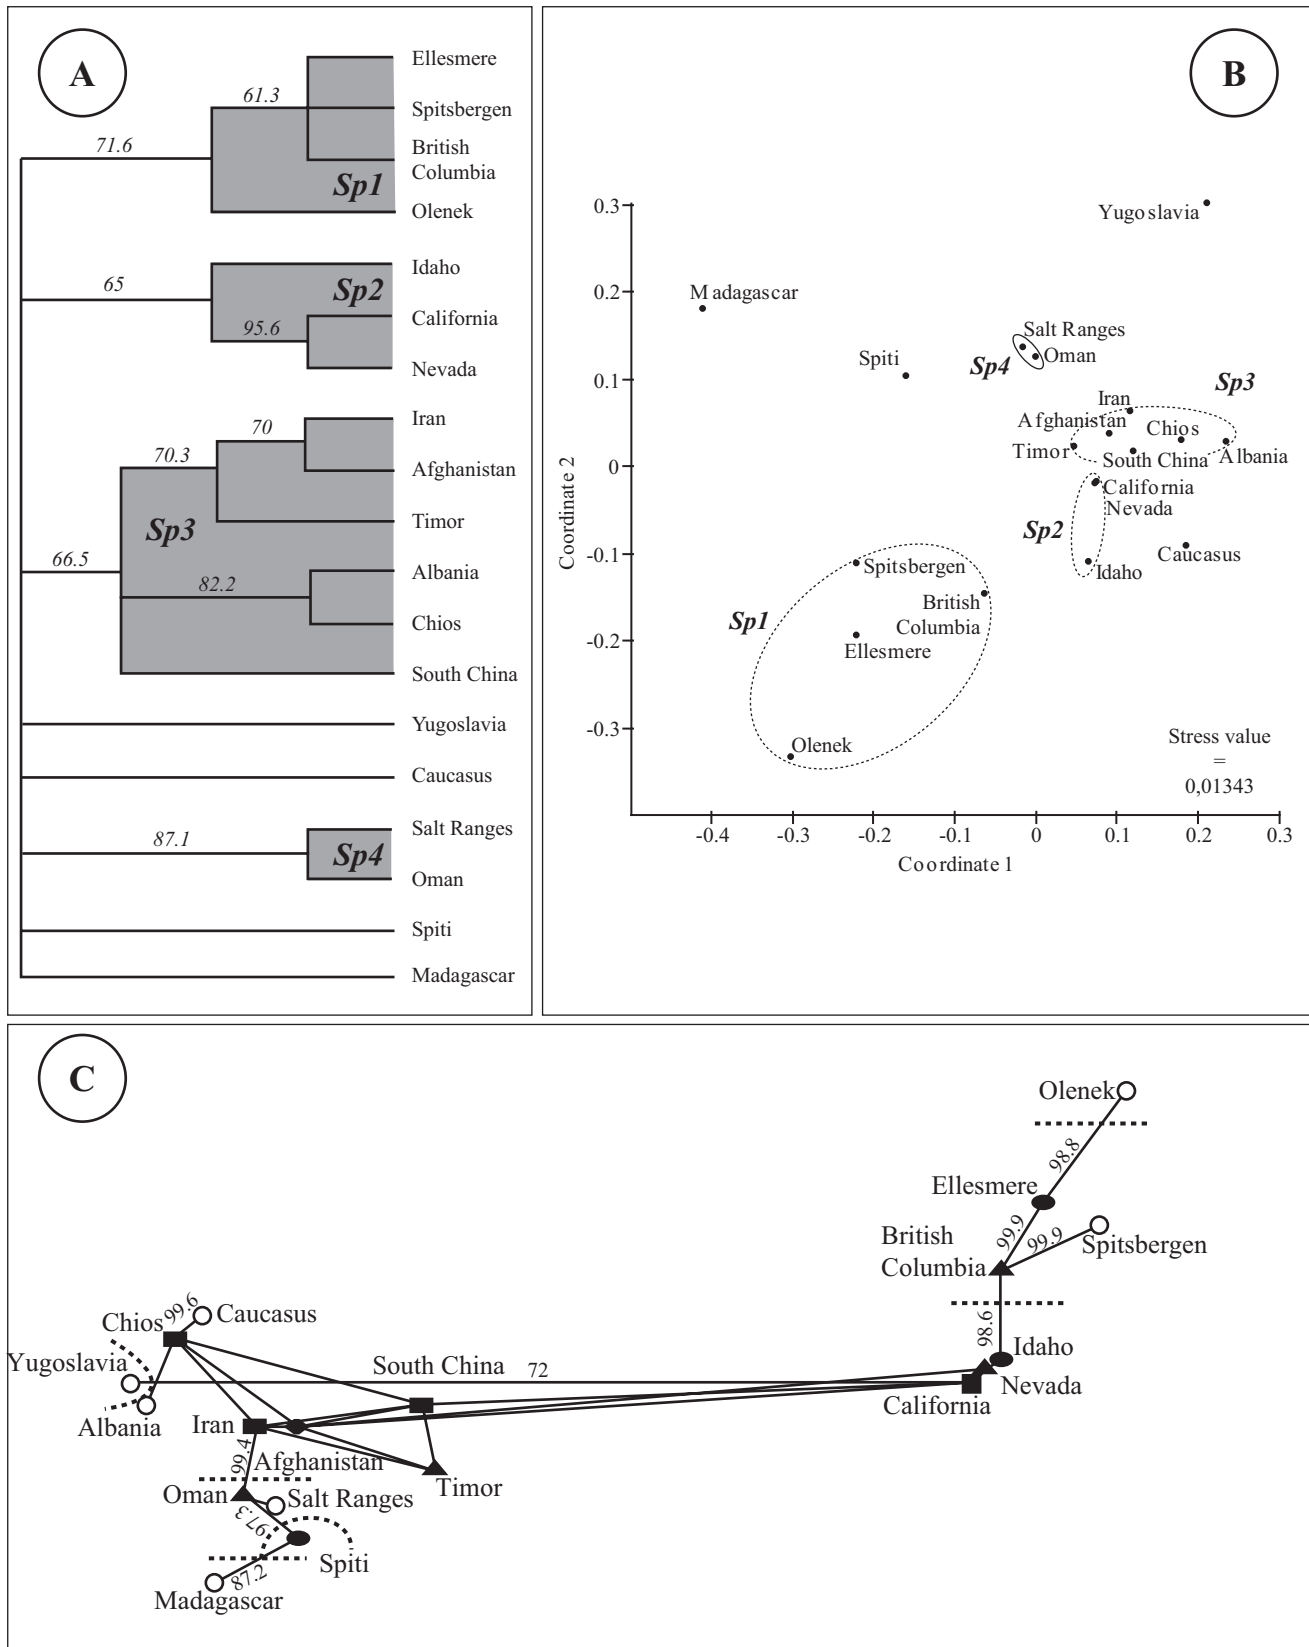 A
Ellesmere
61.3
Spitsbergen
71.6
British
Columbia
Sp1
Olenek
Idaho
65
Sp2
California
95.6
Nevada
Iran
70
70.3
Afghanistan
Sp3
Timor
66.5
Albania
82.2
Chios
South China
Yugoslavia
Caucasus
Salt Ranges
87.1
Sp4
Oman
Spiti
Madagascar
B
0.3
Yugoslavia
0.2
Madagascar
Salt Ranges
Oman
Spiti
Sp4
Sp3
0.1
Iran
Afghanistan
Chios
Timor
South China
Albania
0
California
Nevada
Sp2
Caucasus
Idaho
-0.1
Spitsbergen
British
Columbia
Sp1
-0.2
Ellesmere
-0.3
Olenek
Stress value
=
0,01343
Coordinate 2
-0.4 -0.3 -0.2 -0.1 0 0.1 0.2 0.3
Coordinate 1
C
Olenek
98.8
Ellesmere
99.9
99.9
British
Columbia
Spitsbergen
98.6
Idaho
Nevada
California
99.6
Caucasus
Chios
Yugoslavia
South China
72
Albania
Iran
99.4
Afghanistan
Timor
Oman
Salt Ranges
97.3
Spiti
87.2
Madagascar